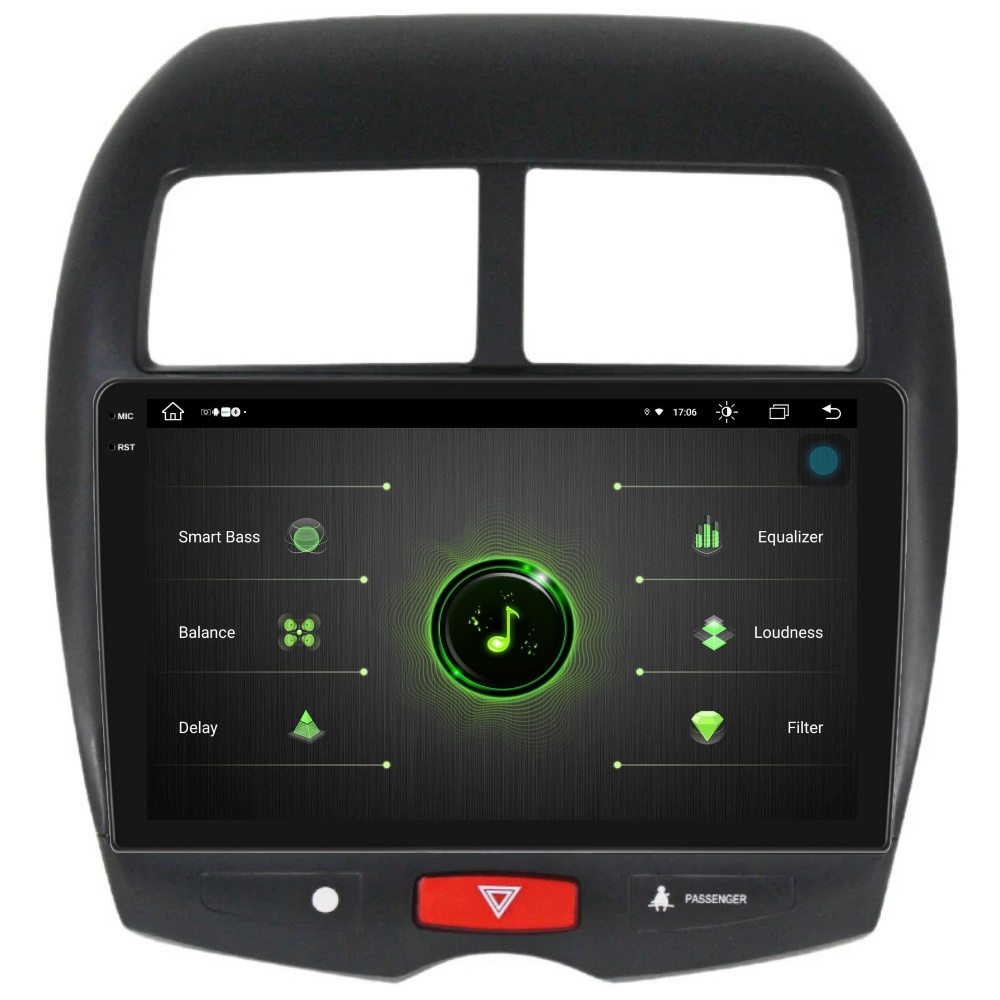 MIC
17:06
RST
Smart Bass
Equalizer
Balance
Loudness
Delay
Filter
PASSENGER